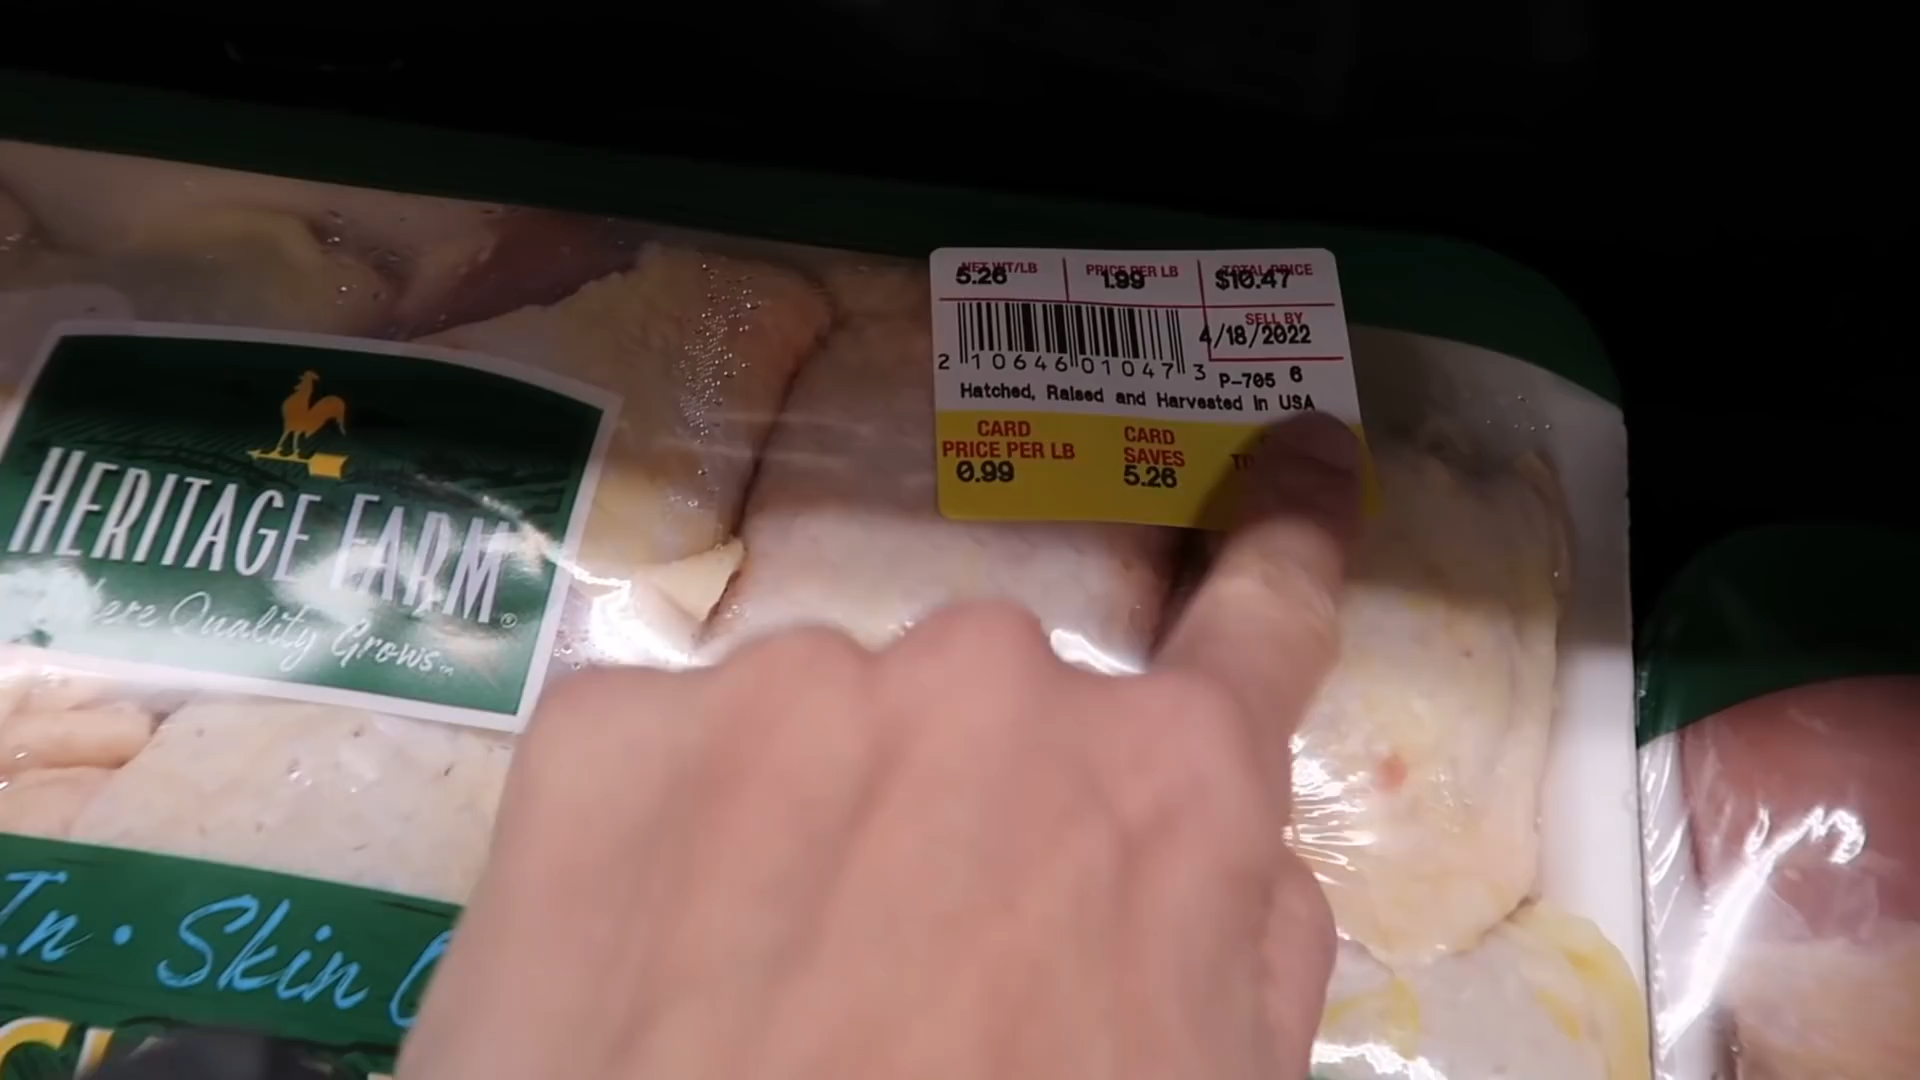 NET WT/LB PRICE PER LB TOTAL PRICE
5.26 1.99 $10.47
SELL BY
4/18/2022
2 10646 01047 3
P-705 6
Hatched, Raised and Harvested in USA
CARD PRICE PER LB
0.99
CARD SAVES
5.26
HERITAGE FARM®
Where Quality Grows™
In • Skin